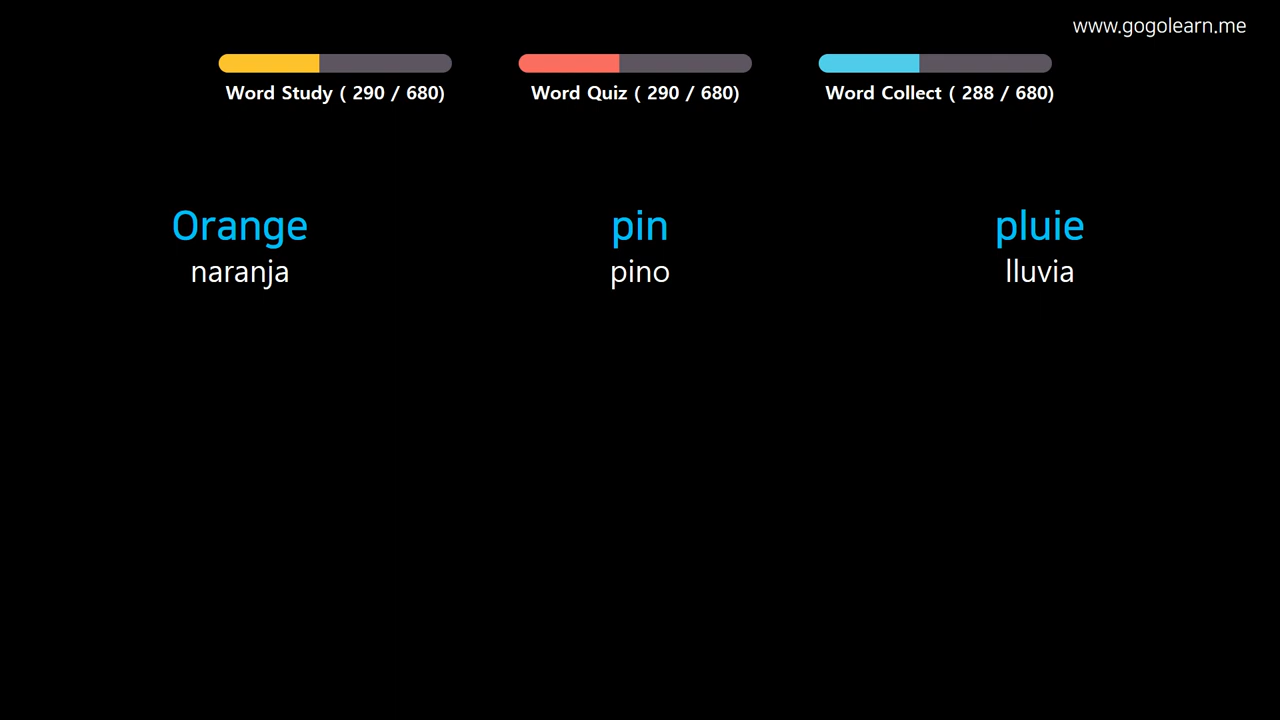 www.gogolearn.me
Word Study ( 290 / 680)
Word Quiz ( 290 / 680)
Word Collect ( 288 / 680)
Orange
naranja
pin
pino
pluie
lluvia